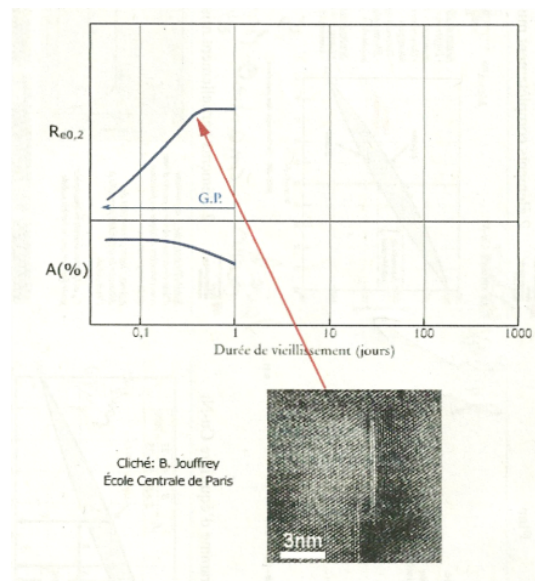 Re0,2
G.P.
A(%)
0,1 1 10 100 1000
Durée de vieillissement (jours)
Cliché: B. Jouffrey
École Centrale de Paris
3nm